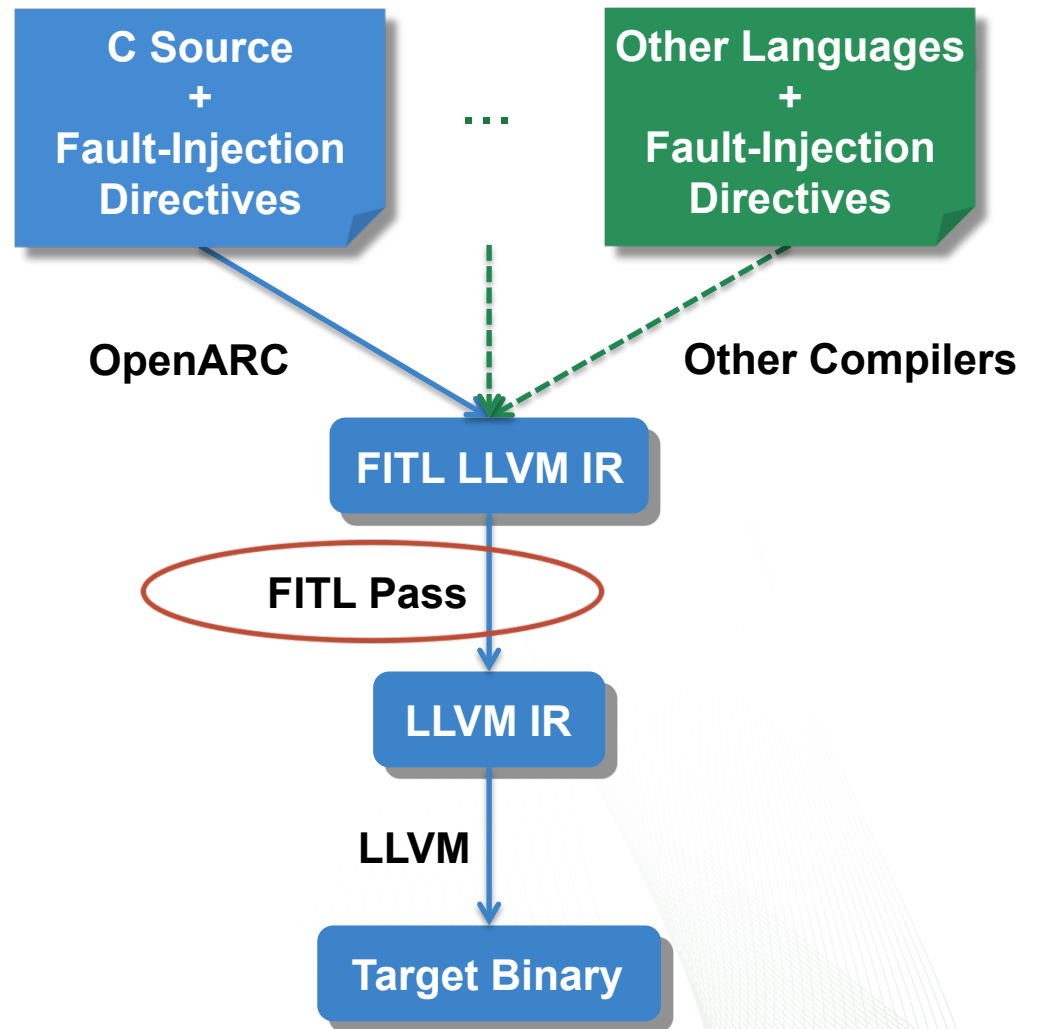 C Source
+
Fault-Injection
Directives
...
Other Languages
+
Fault-Injection
Directives
OpenARC
Other Compilers
FITL LLVM IR
FITL Pass
LLVM IR
LLVM
Target Binary